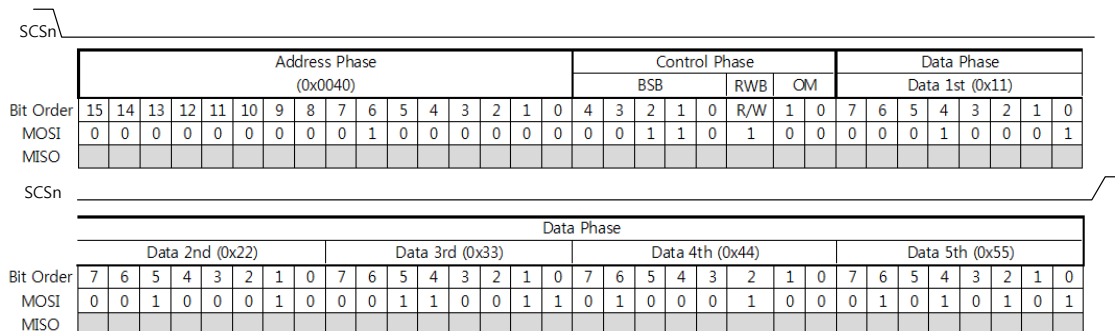 SCSn
Address Phase Control Phase Data Phase
(0x0040) BSB RWB OM Data 1st (0x11)
Bit Order 15 14 13 12 11 10 9 8 7 6 5 4 3 2 1 0 4 3 2 1 0 R/W 1 0 7 6 5 4 3 2 1 0
MOSI 0 0 0 0 0 0 0 0 0 1 0 0 0 0 0 0 0 0 1 1 0 1 0 0 0 0 0 1 0 0 0 1
MISO
SCSn
Data Phase
Data 2nd (0x22) Data 3rd (0x33) Data 4th (0x44) Data 5th (0x55)
Bit Order 7 6 5 4 3 2 1 0 7 6 5 4 3 2 1 0 7 6 5 4 3 2 1 0 7 6 5 4 3 2 1 0
MOSI 0 0 1 0 0 0 1 0 0 0 1 1 0 0 1 1 0 1 0 0 0 1 0 0 0 1 0 1 0 1 0 1
MISO